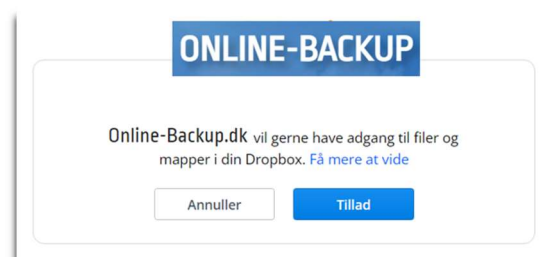 ONLINE-BACKUP
Online-Backup.dk vil gerne have adgang til filer og
mapper i din Dropbox. Få mere at vide
Annuller
Tillad